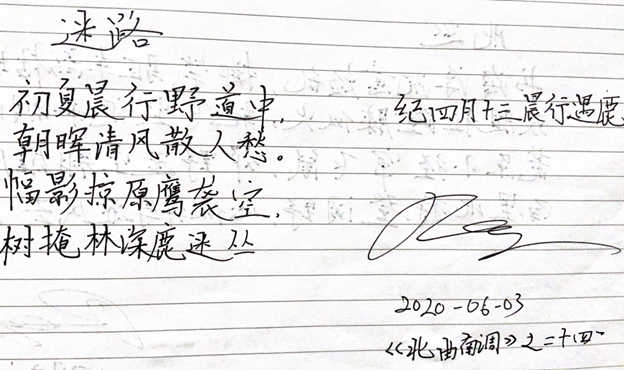 迷路
初夏晨行野道中,
朝晖清风散人愁。
幅影掠原鹰袭空,
树掩林深鹿迷丛
纪四月十三晨行遇鹿
2020-06-03
《北曲南调》之二十四